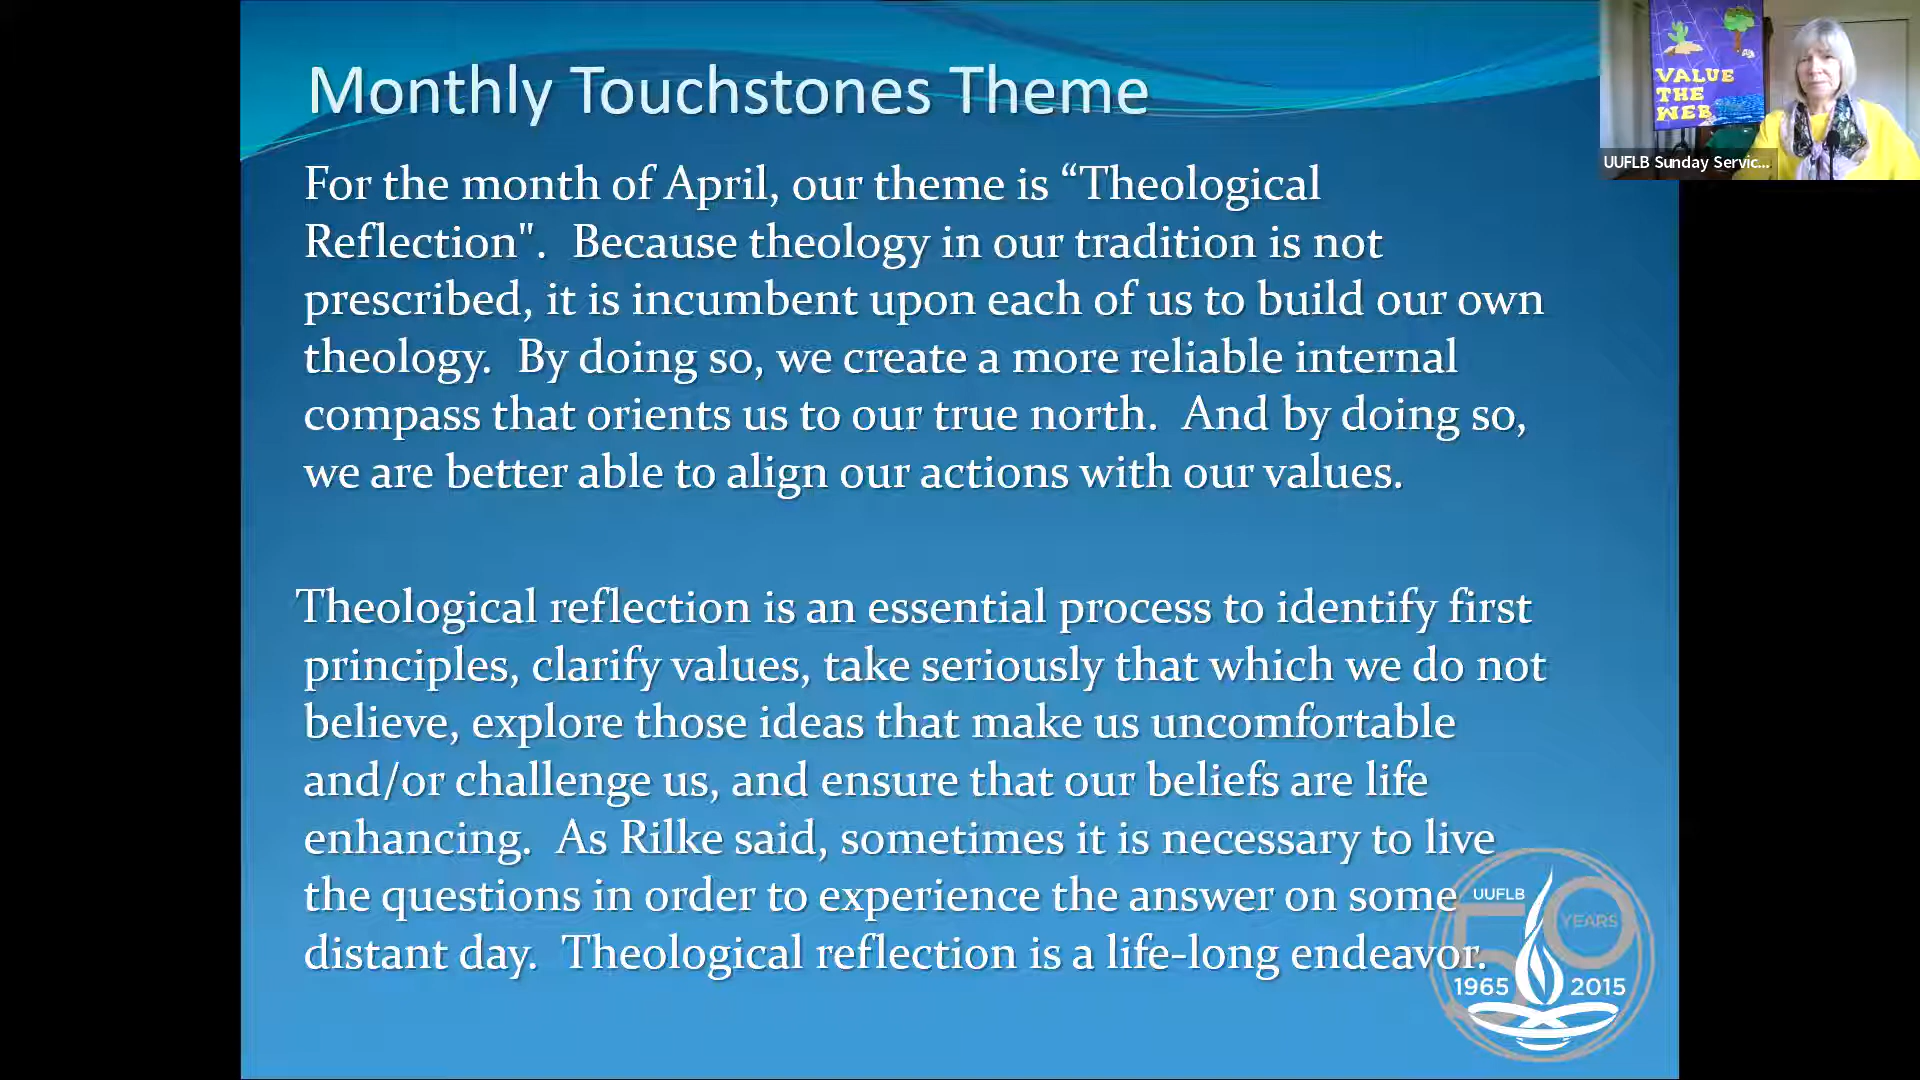 Monthly Touchstones Theme
For the month of April, our theme is “Theological
Reflection".  Because theology in our tradition is not
prescribed, it is incumbent upon each of us to build our own
theology.  By doing so, we create a more reliable internal
compass that orients us to our true north.  And by doing so,
we are better able to align our actions with our values.
Theological reflection is an essential process to identify first
principles, clarify values, take seriously that which we do not
believe, explore those ideas that make us uncomfortable
and/or challenge us, and ensure that our beliefs are life
enhancing.  As Rilke said, sometimes it is necessary to live
the questions in order to experience the answer on some
distant day.  Theological reflection is a life-long endeavor.
UUFLB
50
YEARS
1965 2015
VALUE
THE
WEB
UUFLB Sunday Servic...